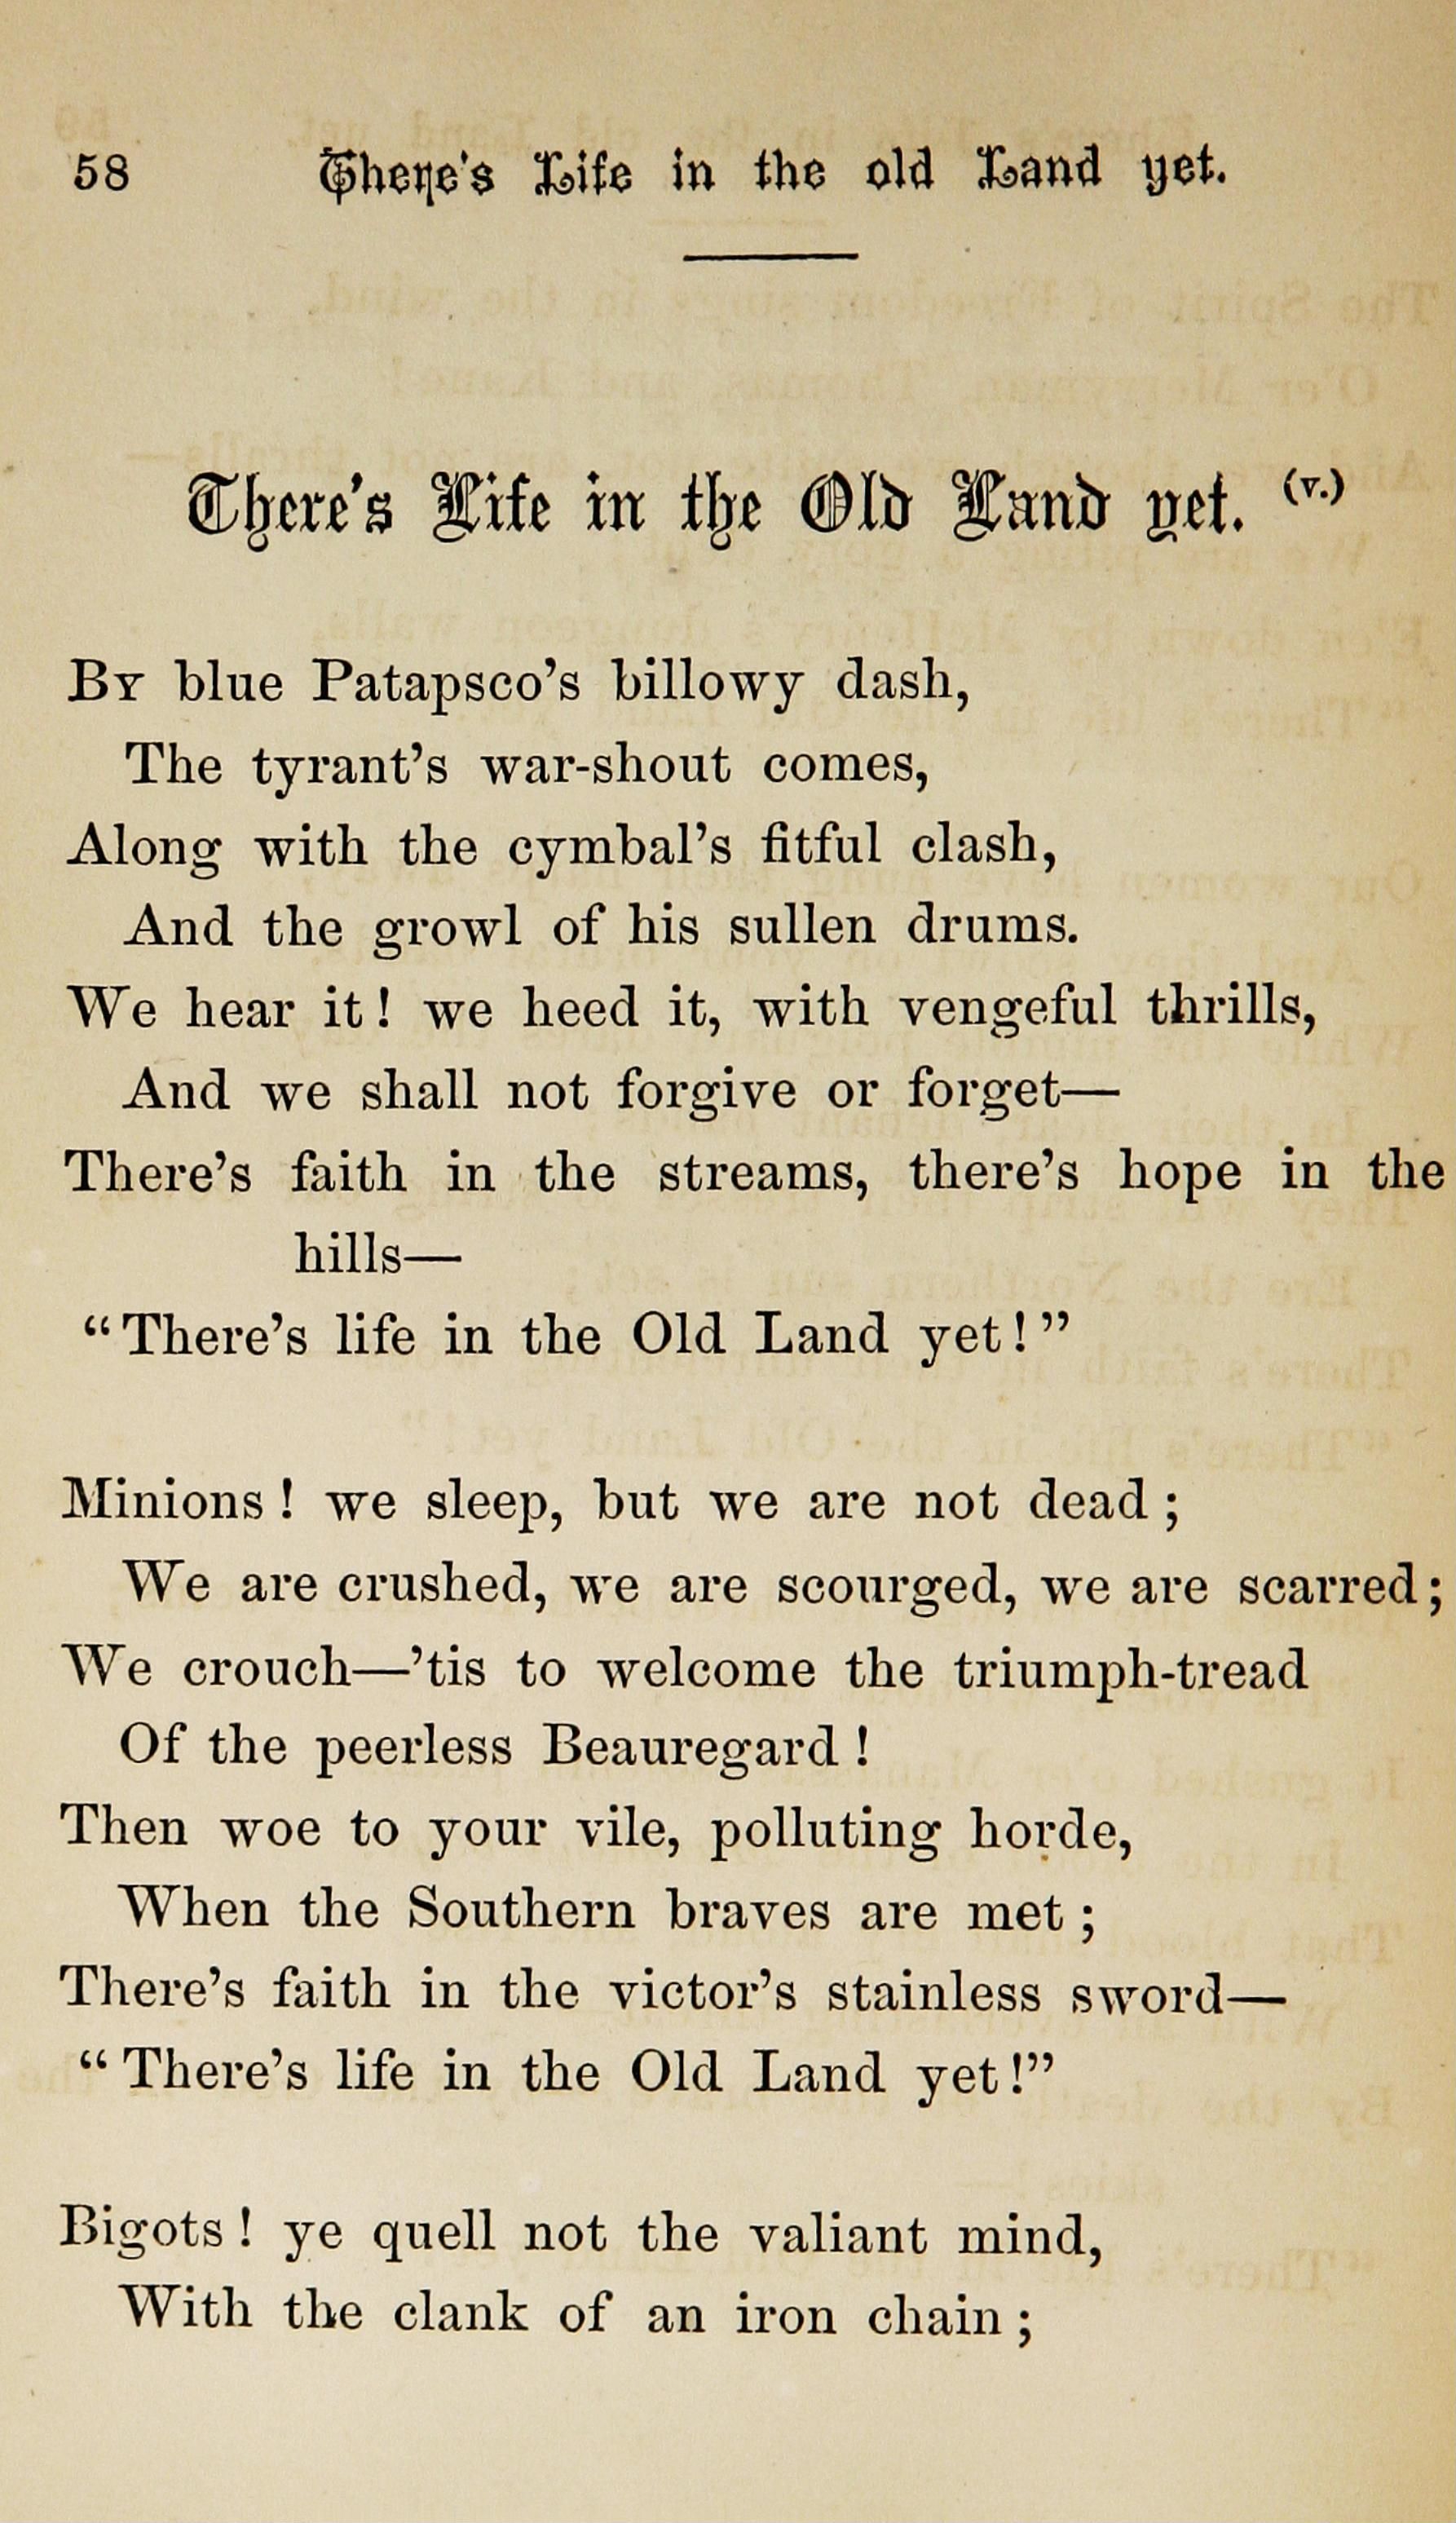 58 There's Life in the old Land yet.
There's Life in the Old Land yet. (v.)
By blue Patapsco's billowy dash,
The tyrant's war-shout comes,
Along with the cymbal's fitful clash,
And the growl of his sullen drums.
We hear it! we heed it, with vengeful thrills,
And we shall not forgive or forget—
There's faith in the streams, there's hope in the
hills—
"There's life in the Old Land yet!"
Minions! we sleep, but we are not dead;
We are crushed, we are scourged, we are scarred;
We crouch—'tis to welcome the triumph-tread
Of the peerless Beauregard!
Then woe to your vile, polluting horde,
When the Southern braves are met;
There's faith in the victor's stainless sword—
"There's life in the Old Land yet!"
Bigots! ye quell not the valiant mind,
With the clank of an iron chain;